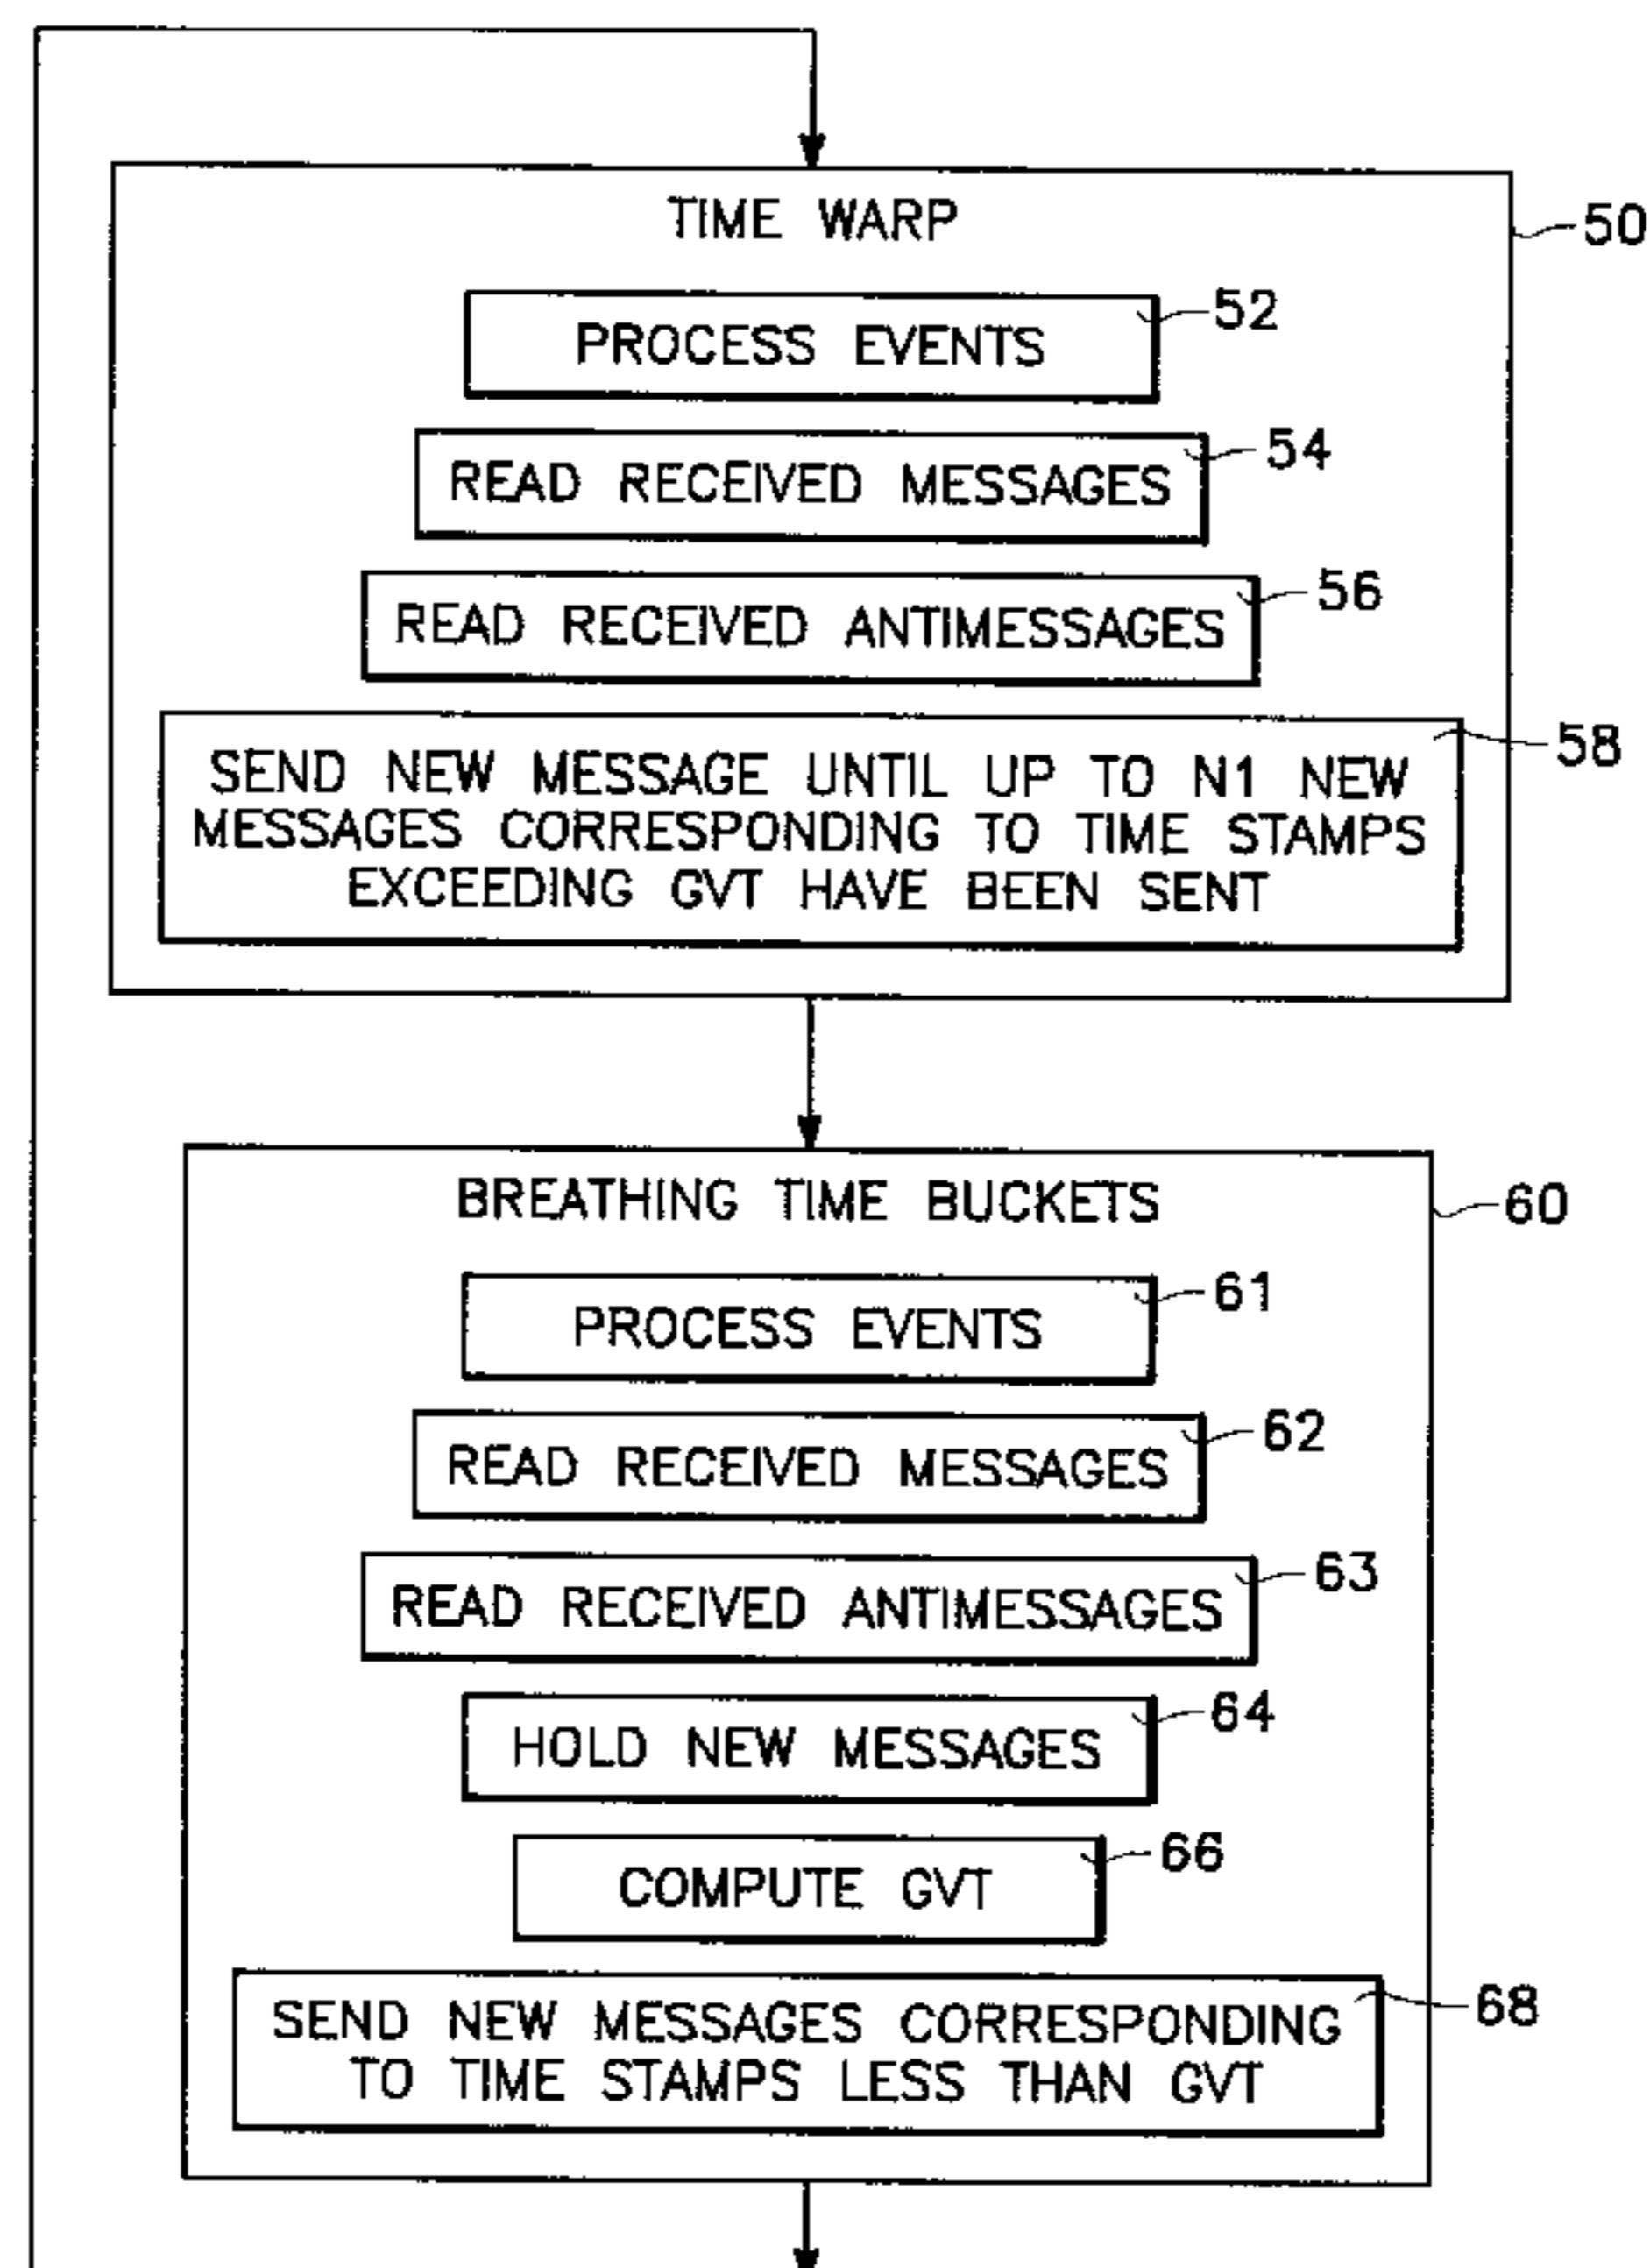 TIME WARP
50
PROCESS EVENTS
52
READ RECEIVED MESSAGES
54
READ RECEIVED ANTIMESSAGES
56
SEND NEW MESSAGE UNTIL UP TO N1 NEW
MESSAGES CORRESPONDING TO TIME STAMPS
EXCEEDING GVT HAVE BEEN SENT
58
BREATHING TIME BUCKETS
60
PROCESS EVENTS
61
READ RECEIVED MESSAGES
62
READ RECEIVED ANTIMESSAGES
63
HOLD NEW MESSAGES
64
COMPUTE GVT
66
SEND NEW MESSAGES CORRESPONDING
TO TIME STAMPS LESS THAN GVT
68